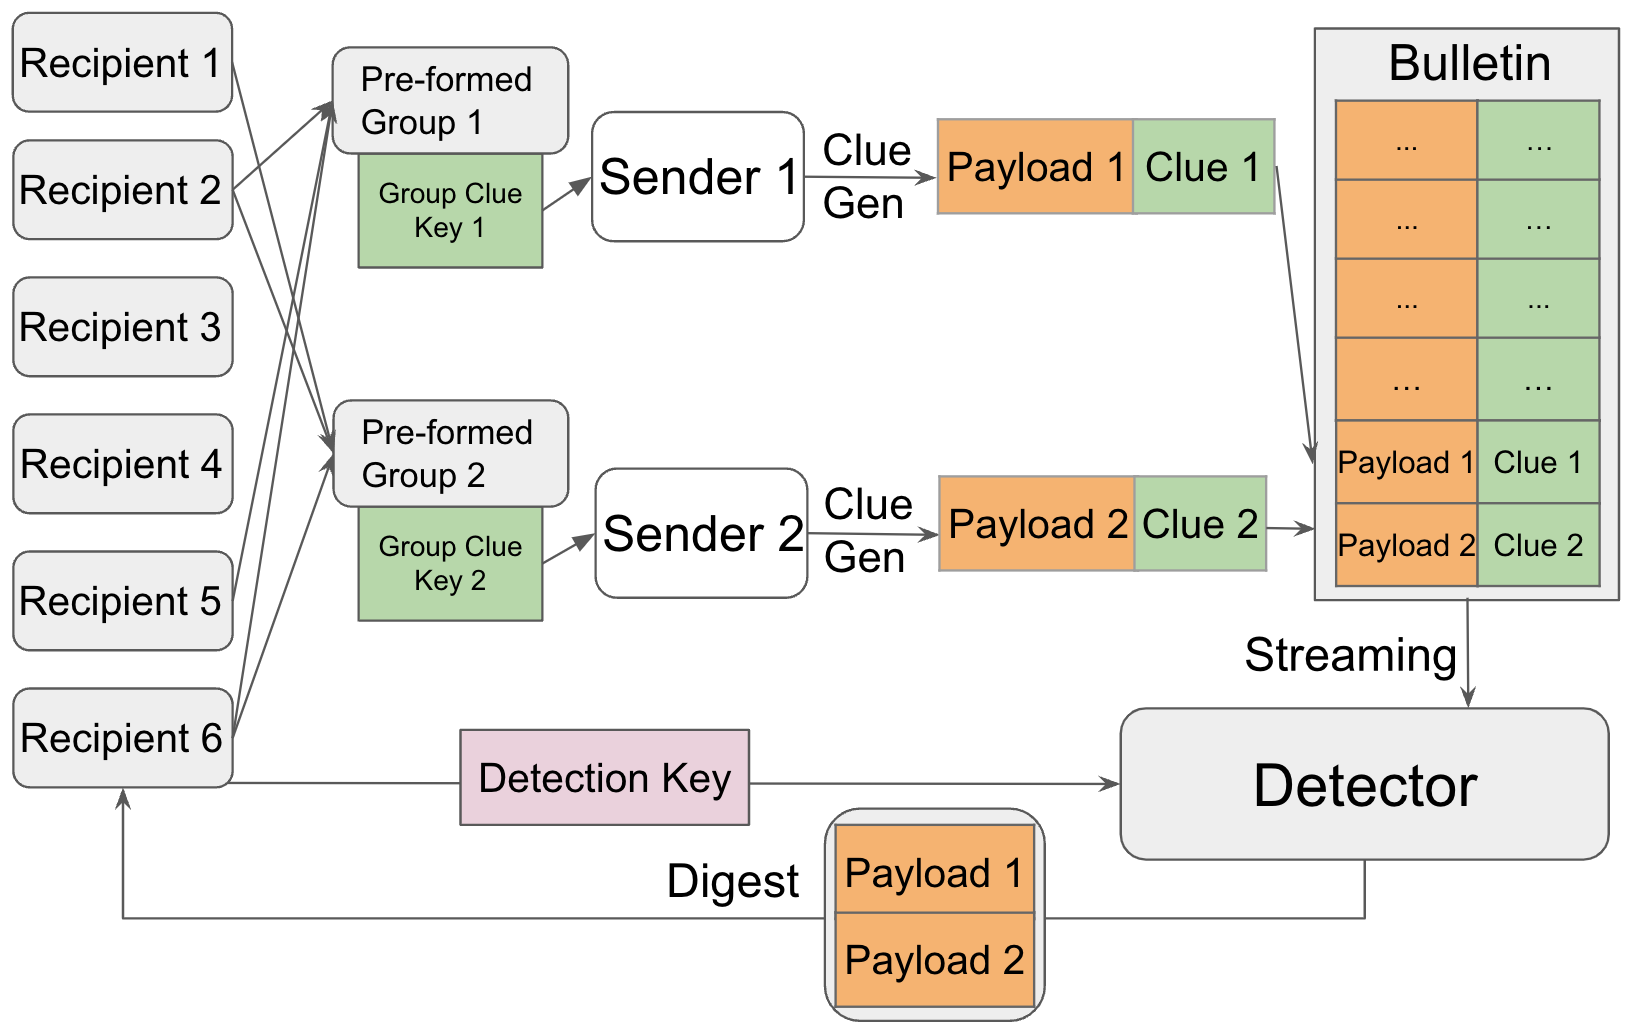 Recipient 1
Recipient 2
Recipient 3
Recipient 4
Recipient 5
Recipient 6
Pre-formed
Group 1
Group Clue
Key 1
Sender 1
Clue
Gen
Payload 1
Clue 1
Pre-formed
Group 2
Group Clue
Key 2
Sender 2
Clue
Gen
Payload 2
Clue 2
Bulletin
... ...
... ...
... ...
... ...
Payload 1 Clue 1
Payload 2 Clue 2
Streaming
Detection Key
Detector
Digest
Payload 1
Payload 2